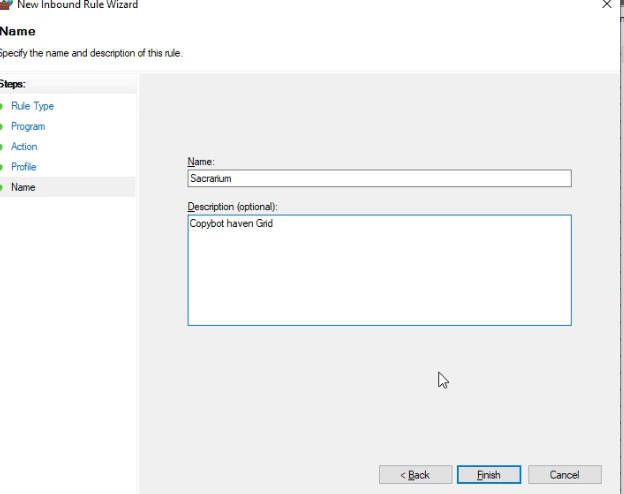 New Inbound Rule Wizard
Name
Specify the name and description of this rule.
Steps:
Rule Type
Program
Action
Profile
Name
Name:
Sacrarium
Description (optional):
Copybot haven Grid
< Back
Finish
Cancel